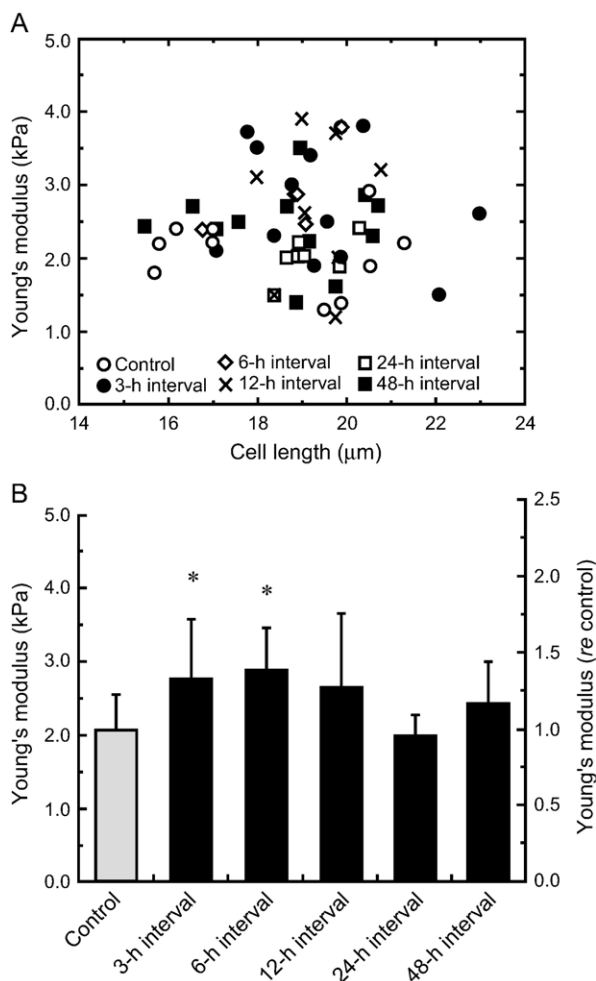 A
5.0
4.0
3.0
2.0
1.0
0.0
Young's modulus (kPa)
Control
6-h interval
24-h interval
3-h interval
12-h interval
48-h interval
14 16 18 20 22 24
Cell length (μm)
B
5.0
4.0
3.0
2.0
1.0
0.0
Young's modulus (kPa)
* *
2.5
2.0
1.5
1.0
0.5
0.0
Young's modulus (re control)
Control
3-h interval
6-h interval
12-h interval
24-h interval
48-h interval